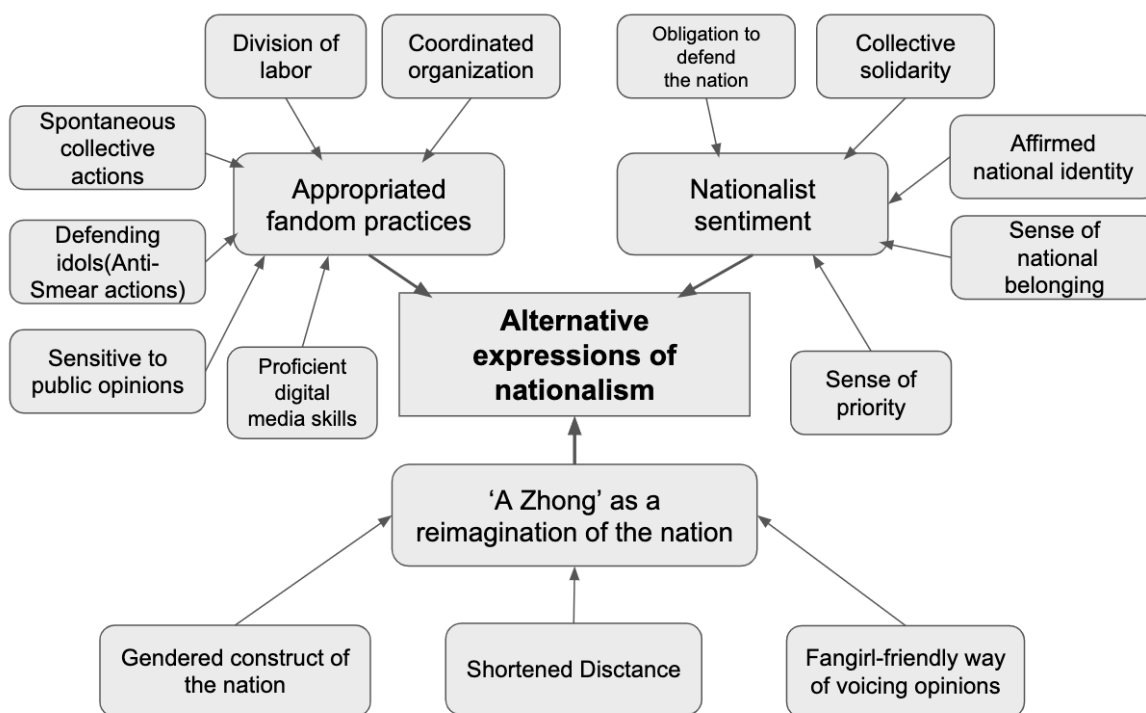 Division of
labor
Coordinated
organization
Obligation to
defend
the nation
Collective
solidarity
Spontaneous
collective
actions
Appropriated
fandom practices
Nationalist
sentiment
Affirmed
national identity
Defending
idols(Anti-
Smear actions)
Sense of
national
belonging
Sensitive to
public opinions
Proficient
digital
media skills
Alternative
expressions of
nationalism
Sense of
priority
‘A Zhong’ as a
reimagination of the nation
Gendered construct of
the nation
Shortened Disctance
Fangirl-friendly way
of voicing opinions